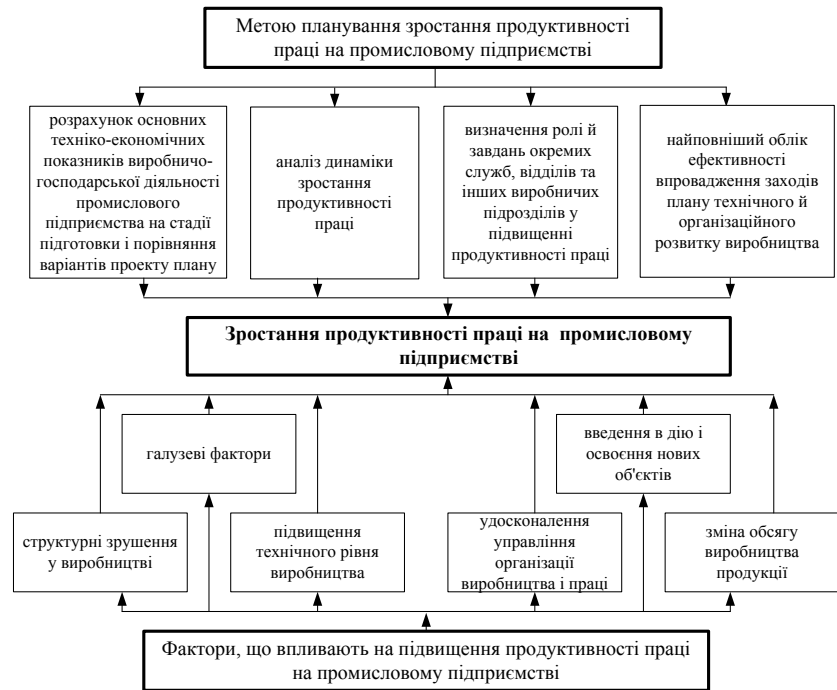 Метою планування зростання продуктивності
праці на промисловому підприємстві
розрахунок основних
техніко-економічних
показників виробничо-
господарської діяльності
промислового
підприємства на стадії
підготовки і порівняння
варіантів проекту плану
аналіз динаміки
зростання
продуктивності
праці
визначення ролі й
завдань окремих
служб, відділів та
інших виробничих
підрозділів у
підвищенні
продуктивності праці
найповніший облік
ефективності
впровадження заходів
плану технічного й
організаційного
розвитку виробництва
Зростання продуктивності праці на промисловому
підприємстві
галузеві фактори
введення в дію і
освоєння нових
об'єктів
структурні зрушення
у виробництві
підвищення
технічного рівня
виробництва
удосконалення
управління
організації
виробництва і праці
зміна обсягу
виробництва
продукції
Фактори, що впливають на підвищення продуктивності праці
на промисловому підприємстві